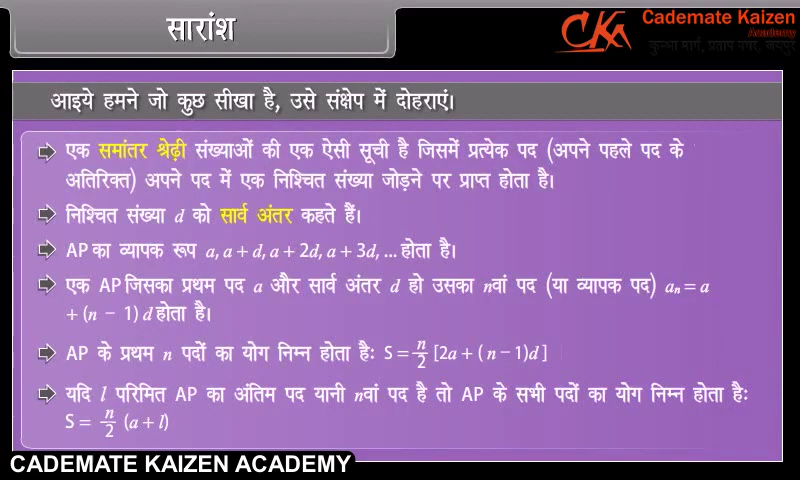 सारांश
Cademate Kaizen
Academy
कुम्भा मार्ग, प्रताप नगर, जयपुर
आइये हमने जो कुछ सीखा है, उसे संक्षेप में दोहराएं।
एक समांतर श्रेढ़ी संख्याओं की एक ऐसी सूची है जिसमें प्रत्येक पद (अपने पहले पद के
अतिरिक्त) अपने पद में एक निश्चित संख्या जोड़ने पर प्राप्त होता है।
निश्चित संख्या d को सार्व अंतर कहते हैं।
AP का व्यापक रूप a, a + d, a + 2d, a + 3d, ... होता है।
एक AP जिसका प्रथम पद a और सार्व अंतर d हो उसका nवां पद (या व्यापक पद) aₙ = a
+ (n − 1) d होता है।
AP के प्रथम n पदों का योग निम्न होता हैः S = n/2 [2a + (n − 1)d]
यदि l परिमित AP का अंतिम पद यानी nवां पद है तो AP के सभी पदों का योग निम्न होता हैः
S = n/2 (a + l)
CADEMATE KAIZEN ACADEMY